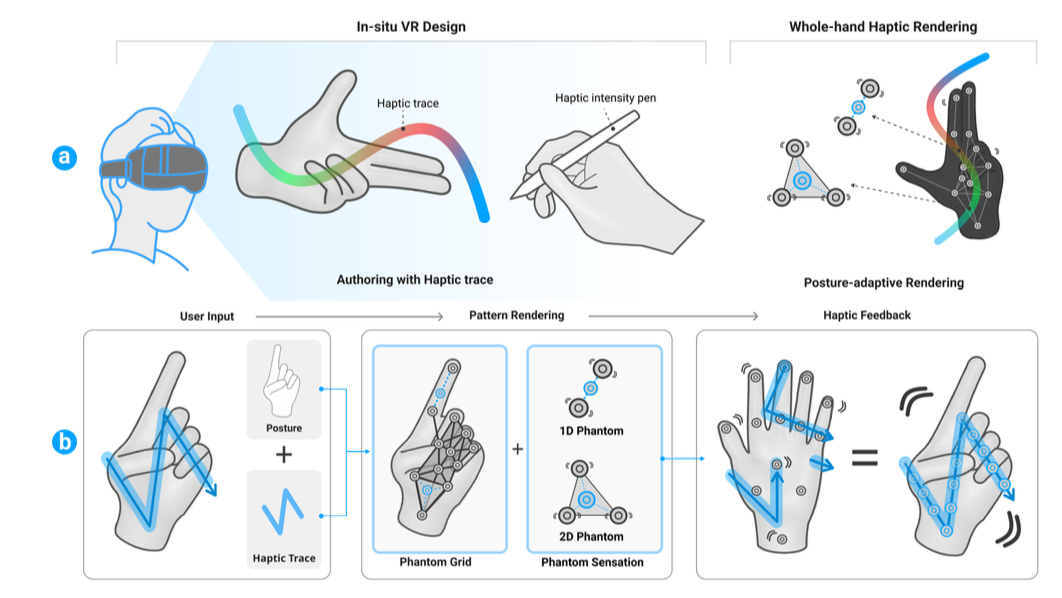 In-situ VR Design
Whole-hand Haptic Rendering
Haptic trace
Haptic intensity pen
a
Authoring with Haptic trace
Posture-adaptive Rendering
User Input
Pattern Rendering
Haptic Feedback
b
Posture
+
Haptic Trace
Phantom Grid
+
1D Phantom
2D Phantom
Phantom Sensation
=